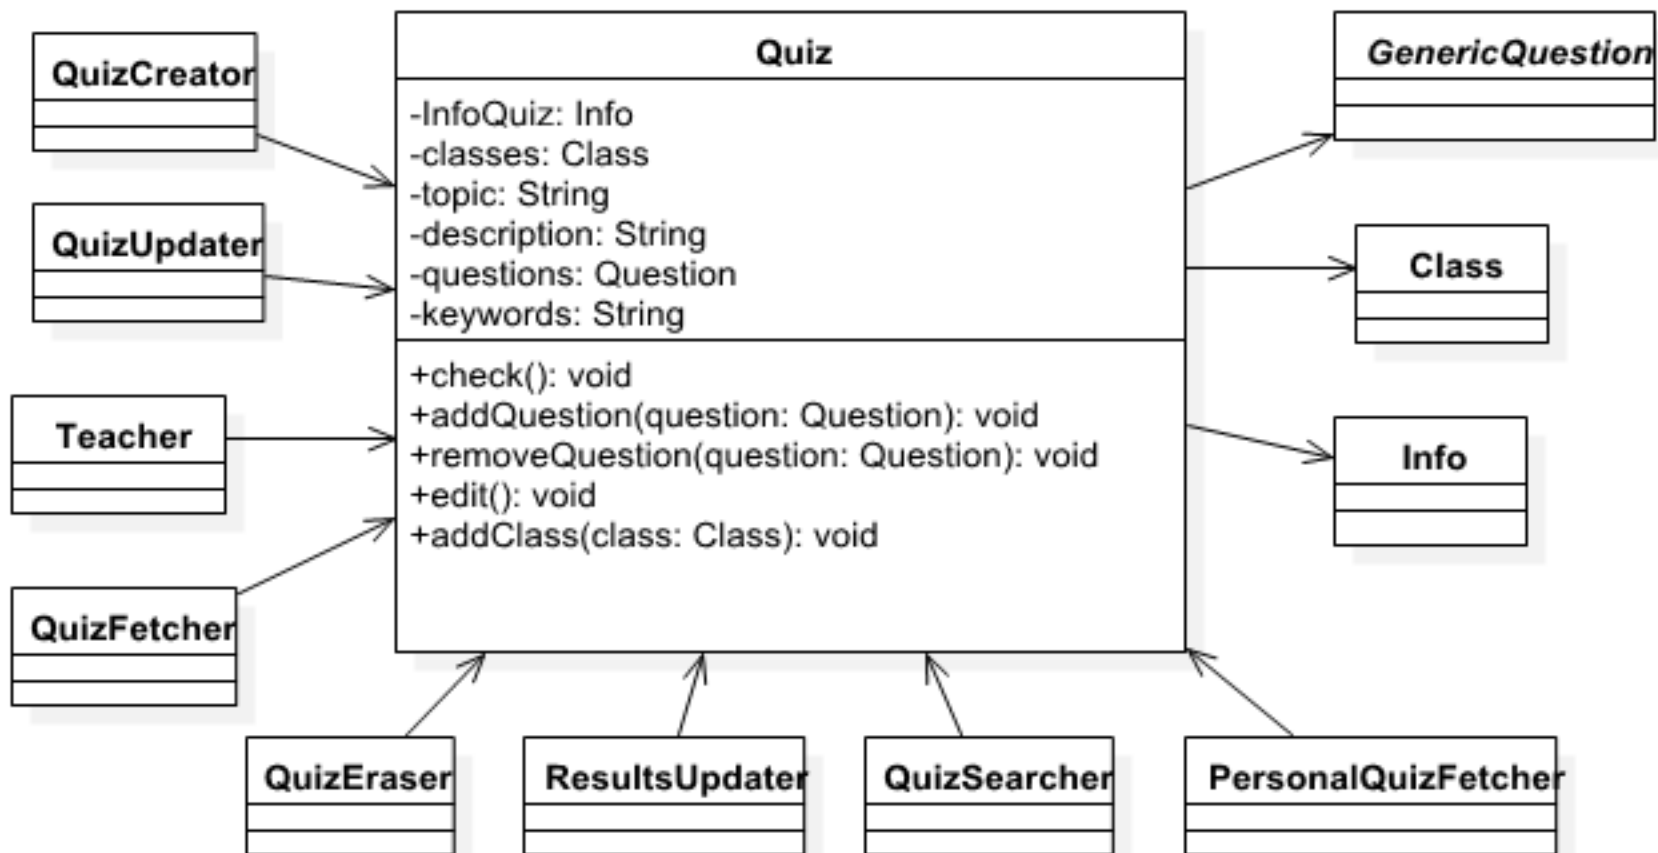 QuizCreator
QuizUpdater
Teacher
QuizFetcher
Quiz
-InfoQuiz: Info
-classes: Class
-topic: String
-description: String
-questions: Question
-keywords: String
+check(): void
+addQuestion(question: Question): void
+removeQuestion(question: Question): void
+edit(): void
+addClass(class: Class): void
GenericQuestion
Class
Info
QuizEraser
ResultsUpdater
QuizSearcher
PersonalQuizFetcher